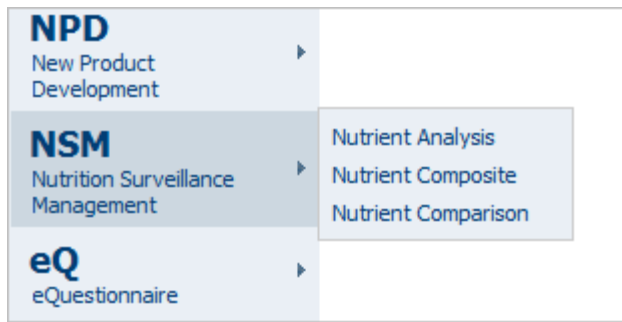 NPD
New Product
Development
NSM
Nutrition Surveillance
Management
Nutrient Analysis
Nutrient Composite
Nutrient Comparison
eQ
eQuestionnaire